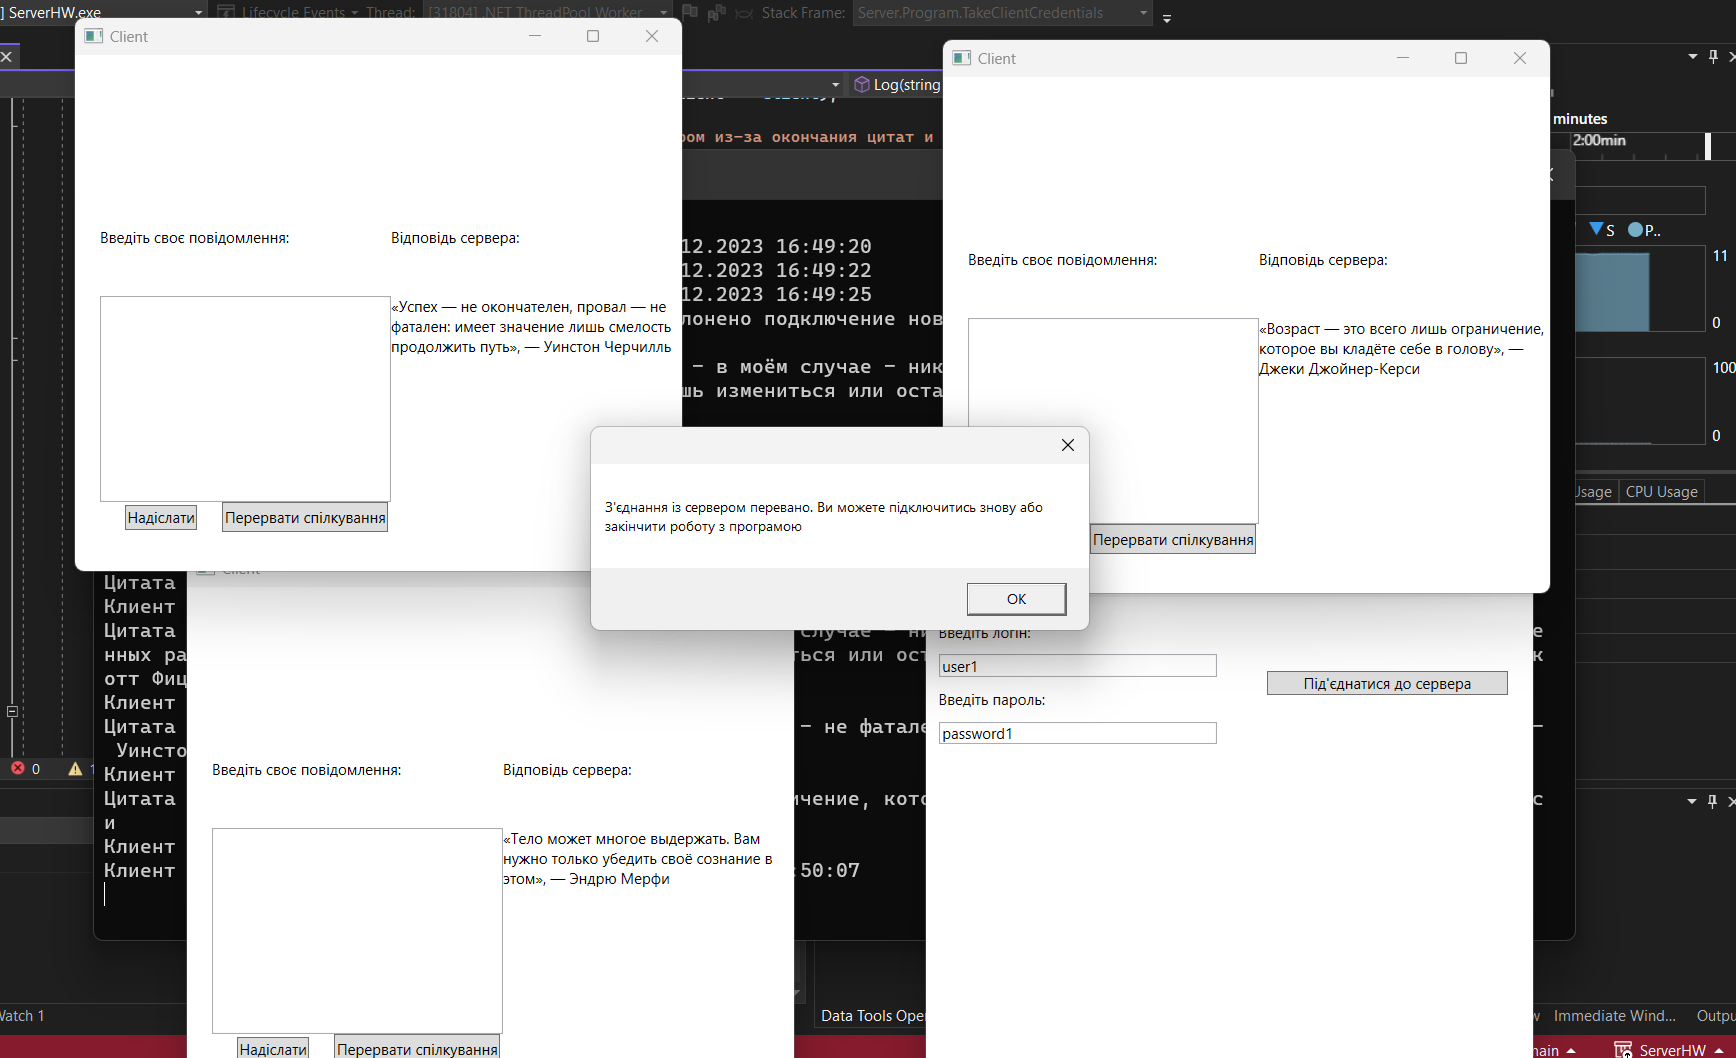 ] ServerHW.exe
Lifecycle Events
Thread:
[31804] .NET ThreadPool Worker
Stack Frame:
Server.Program.TakeClientCredentials
Client
Введіть своє повідомлення:
Відповідь сервера:
«Успех — не окончателен, провал — не
фатален: имеет значение лишь смелость
продолжить путь», — Уинстон Черчилль
Надіслати
Перервати спілкування
Log(string
ром из-за окончания цитат и
12.2023 16:49:20
12.2023 16:49:22
12.2023 16:49:25
лонено подключение нов
- в моём случае - ник
шь измениться или оста
Client
Введіть своє повідомлення:
Відповідь сервера:
«Возраст — это всего лишь ограничение,
которое вы кладёте себе в голову», —
Джеки Джойнер-Керси
Перервати спілкування
minutes
2:00min
S
P..
11
0
100
0
Usage
CPU Usage
З'єднання із сервером перевано. Ви можете підключитись знову або
закінчити роботу з програмою
OK
Client
Цитата
Клиент
Цитата
случае - ни
е
нных ра
ться или ост
к
отт Фиц
Клиент
Цитата
- не фатале
-
Уинсто
Клиент
Цитата
ичение, кото
с
и
Клиент
Клиент
:50:07
Введіть своє повідомлення:
Відповідь сервера:
«Тело может многое выдержать. Вам
нужно только убедить своё сознание в
этом», — Эндрю Мерфи
Надіслати
Перервати спілкування
Введіть логін:
user1
Під'єднатися до сервера
Введіть пароль:
password1
0
1
Watch 1
Data Tools Oper
w
Immediate Wind...
Outpu
main
ServerHW